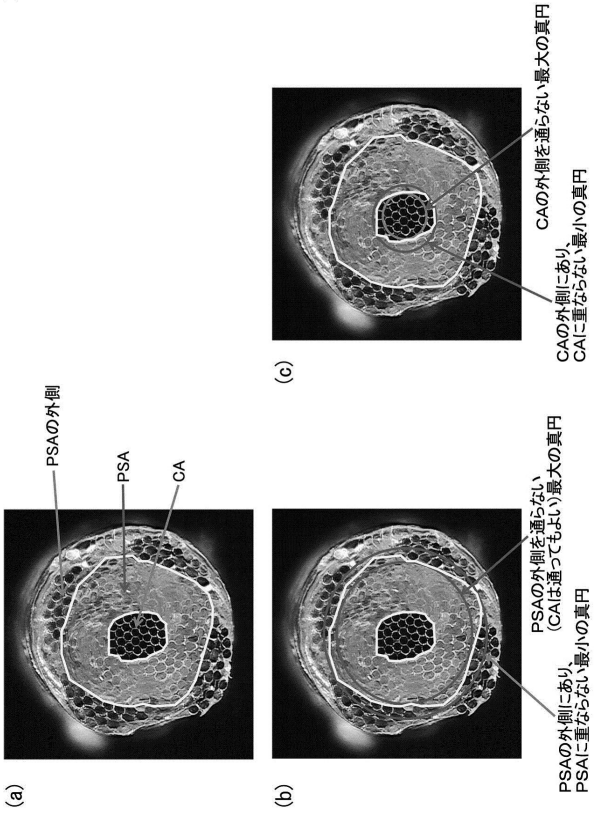 (a)
PSAの外側
PSA
CA
(b)
PSAの外側を通らない
(CAは通ってもよい)最大の真円
PSAの外側にあり、
PSAに重ならない最小の真円
(c)
CAの外側を通らない最大の真円
CAの外側にあり、
CAに重ならない最小の真円